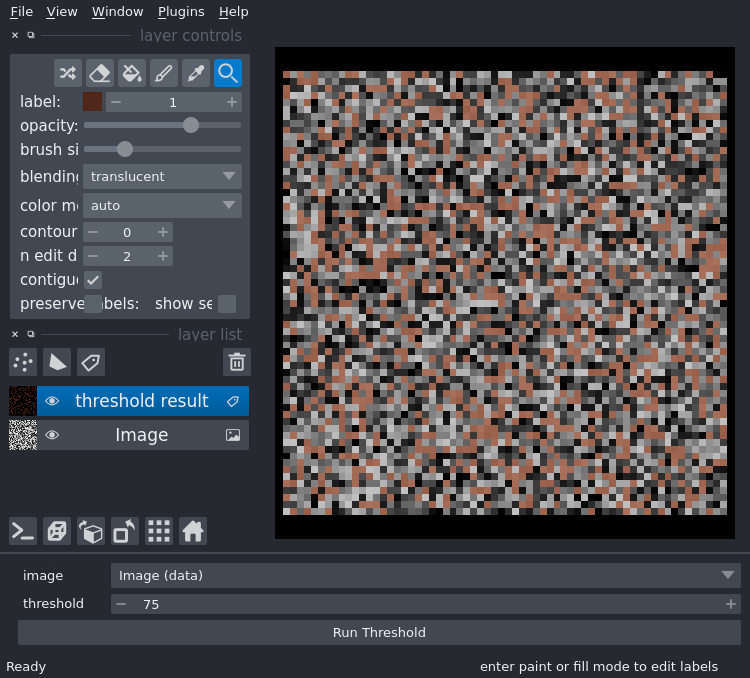 File View Window Plugins Help
layer controls
label: 1
opacity:
brush si
blending translucent
color m auto
contour 0
n edit d 2
contigu
preserve abels: show se
layer list
threshold result
Image
image Image (data)
threshold 75
Run Threshold
Ready enter paint or fill mode to edit labels